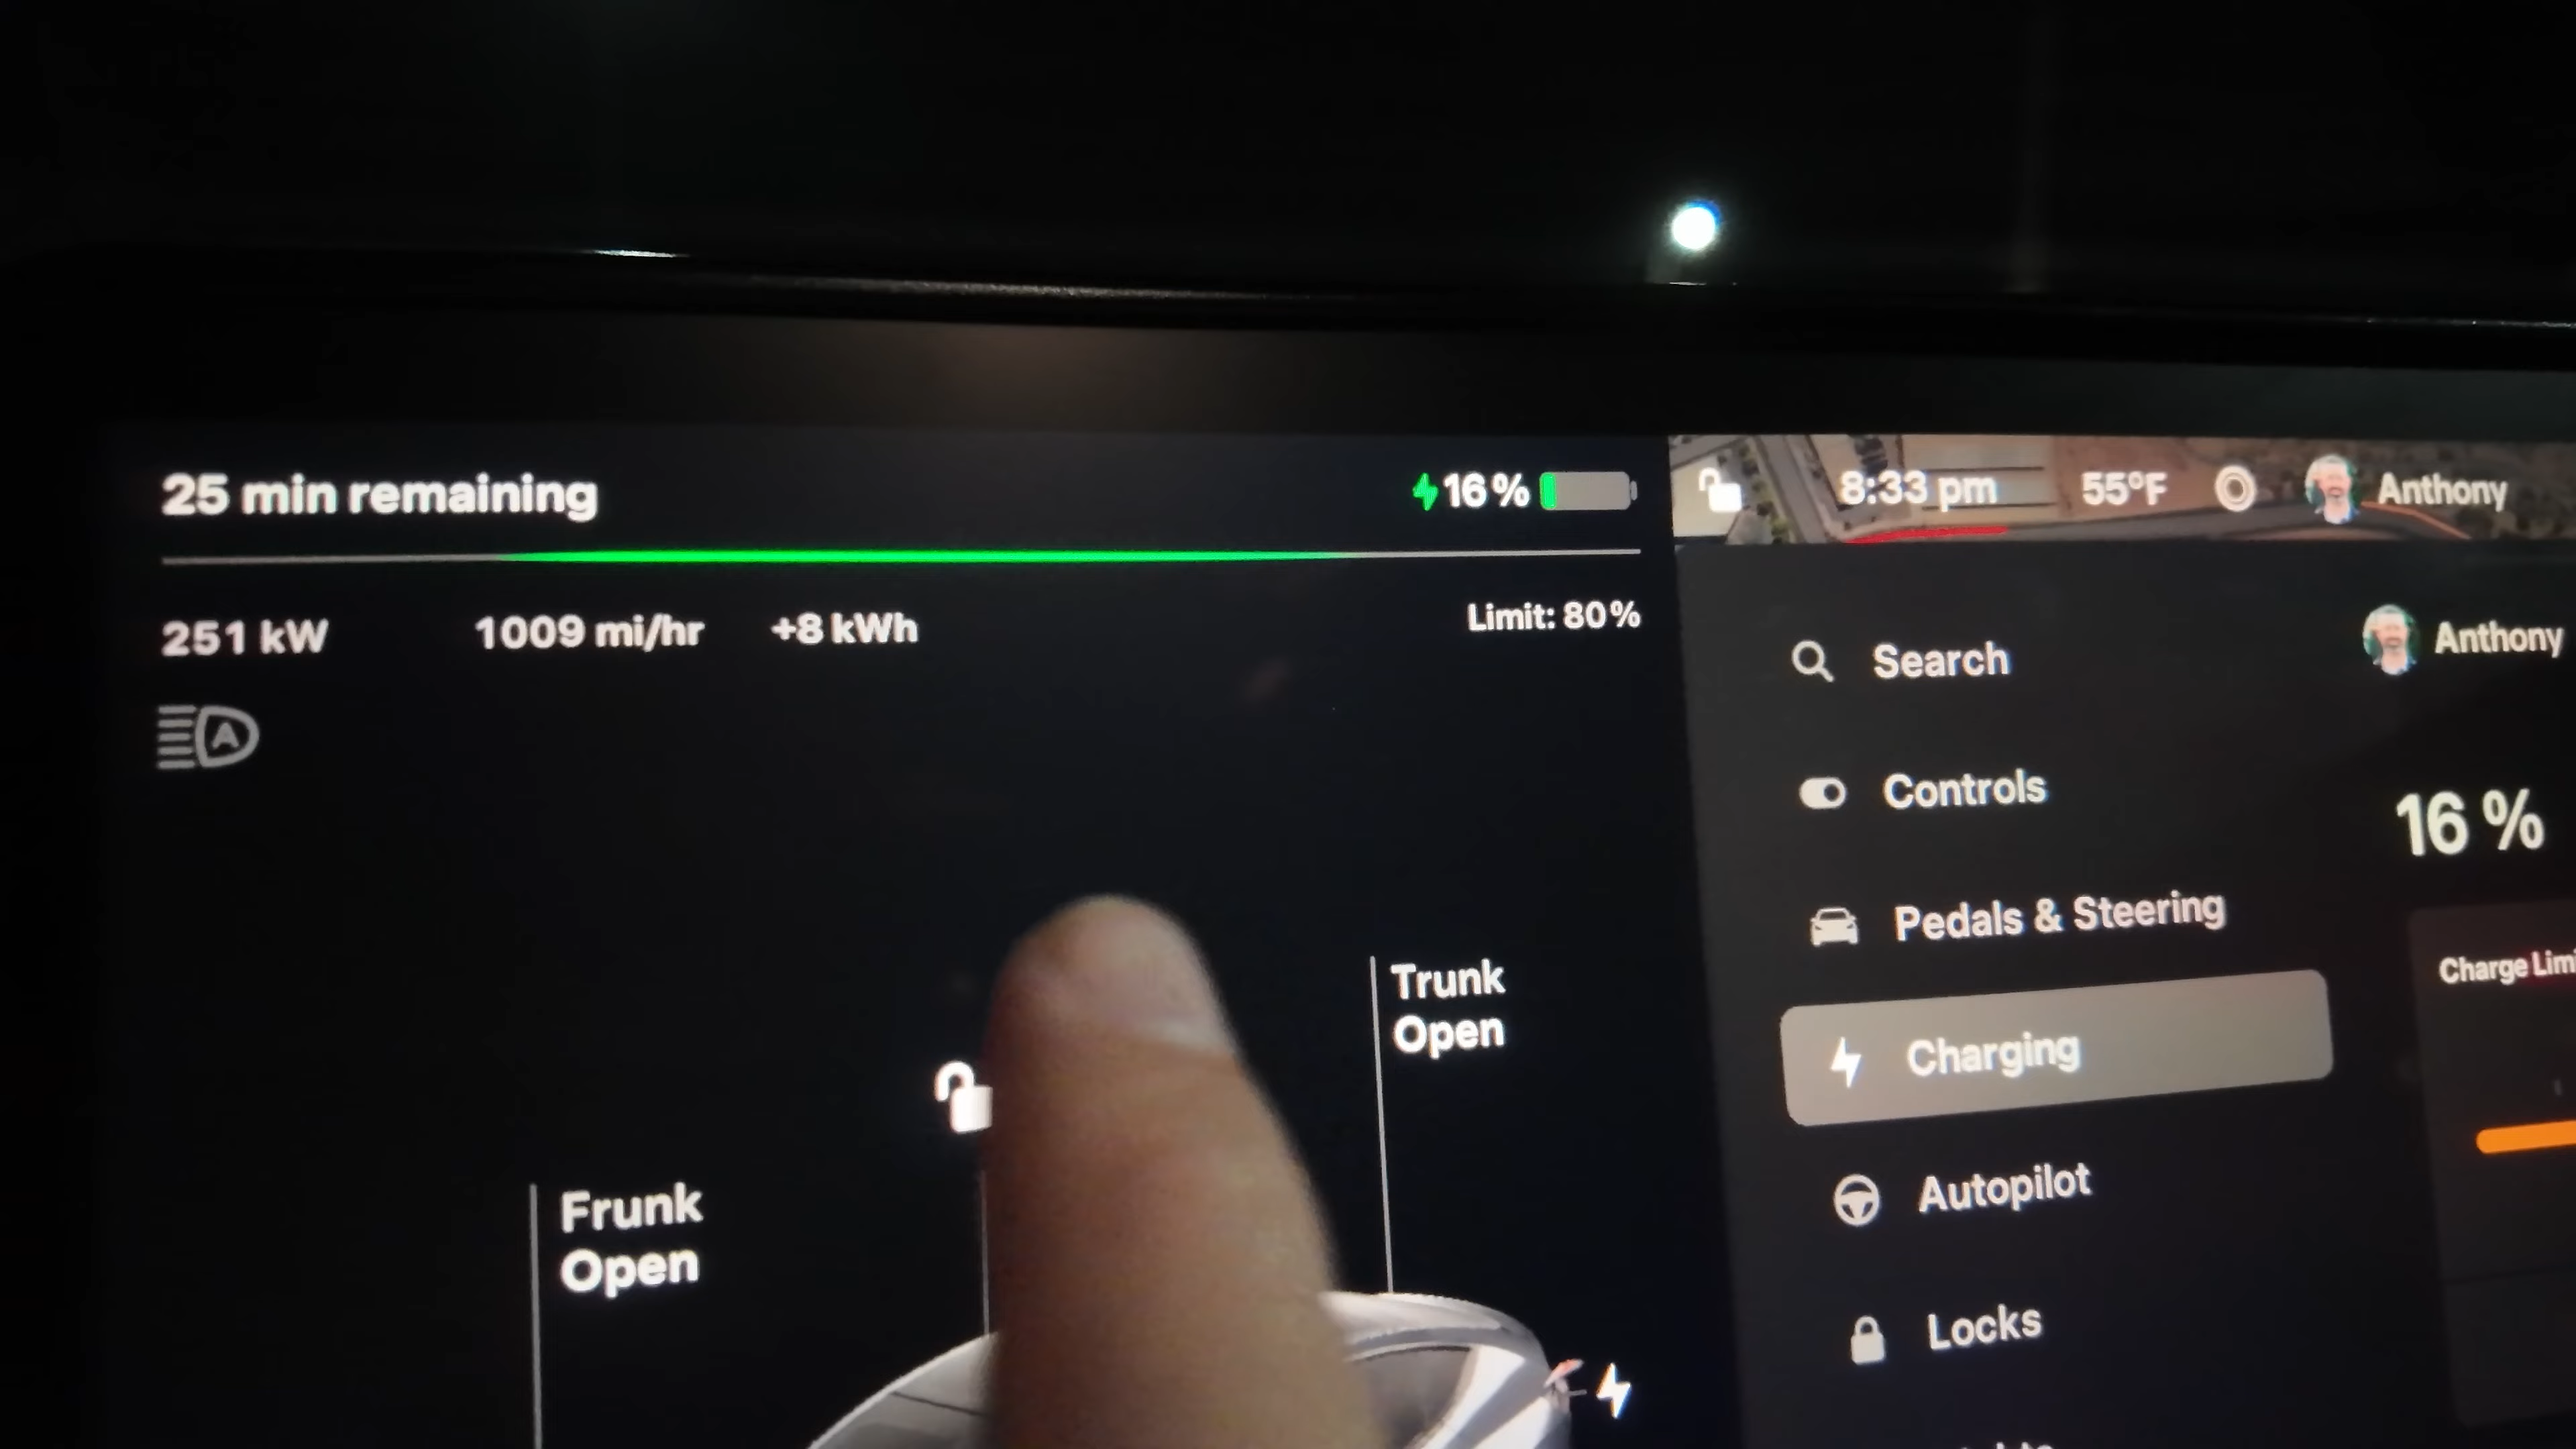 25 min remaining
16%
251 kW
1009 mi/hr
+8 kWh
Limit: 80%
A
Trunk
Open
Frunk
Open
8:33 pm
55°F
Anthony
Search
Anthony
Controls
16 %
Pedals & Steering
Charge
Charging
Autopilot
Locks